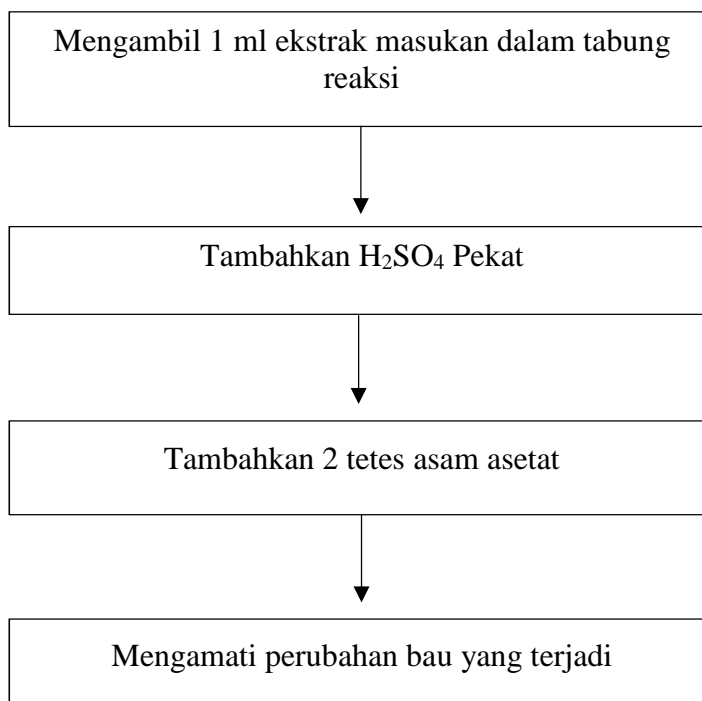 Mengambil 1 ml ekstrak masukan dalam tabung
reaksi
Tambahkan H₂SO₄ Pekat
Tambahkan 2 tetes asam asetat
Mengamati perubahan bau yang terjadi